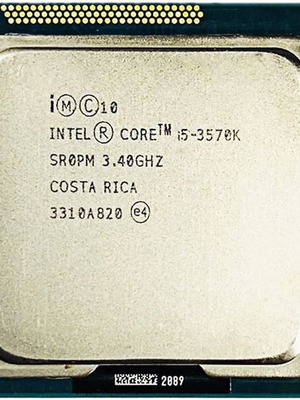 i Ⓜ Ⓒ 10
INTEL® CORE™ i5-3570K
SR0PM 3.40GHZ
COSTA RICA
3310A820 e4
2089